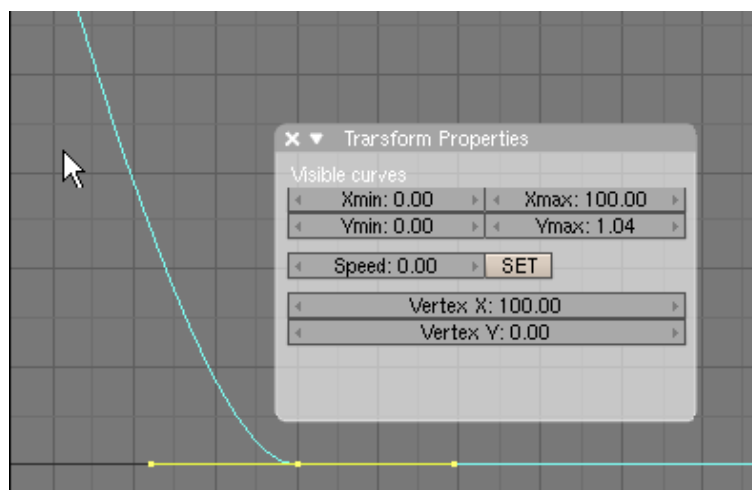 Transform Properties
Visible curves
Xmin: 0.00 Xmax: 100.00
Ymin: 0.00 Ymax: 1.04
Speed: 0.00 SET
Vertex X: 100.00
Vertex Y: 0.00